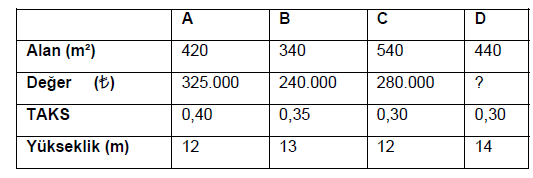 A B C D
Alan (m²) 420 340 540 440
Değer (₺) 325.000 240.000 280.000 ?
TAKS 0,40 0,35 0,30 0,30
Yükseklik (m) 12 13 12 14